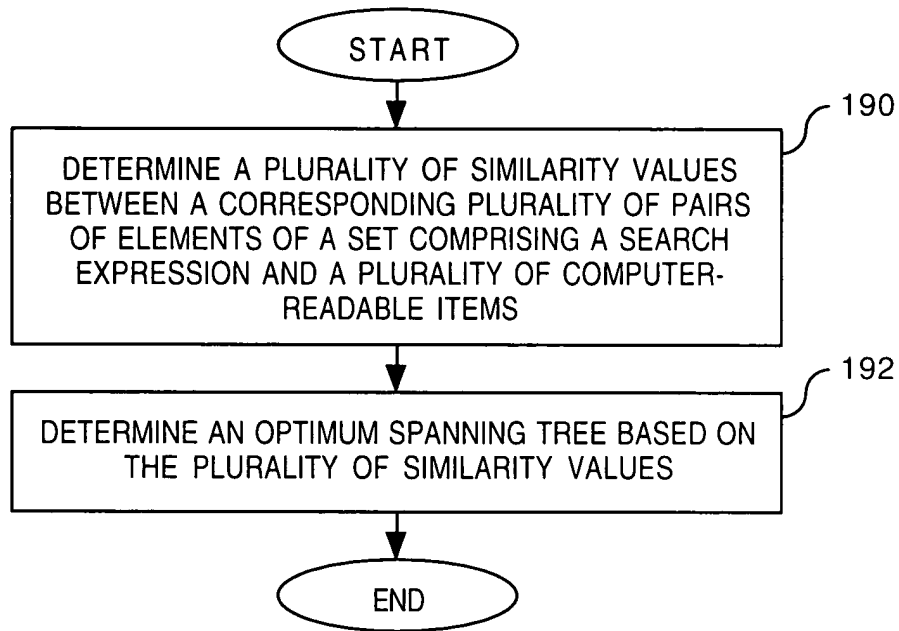 START
190
DETERMINE A PLURALITY OF SIMILARITY VALUES
BETWEEN A CORRESPONDING PLURALITY OF PAIRS
OF ELEMENTS OF A SET COMPRISING A SEARCH
EXPRESSION AND A PLURALITY OF COMPUTER-
READABLE ITEMS
192
DETERMINE AN OPTIMUM SPANNING TREE BASED ON
THE PLURALITY OF SIMILARITY VALUES
END